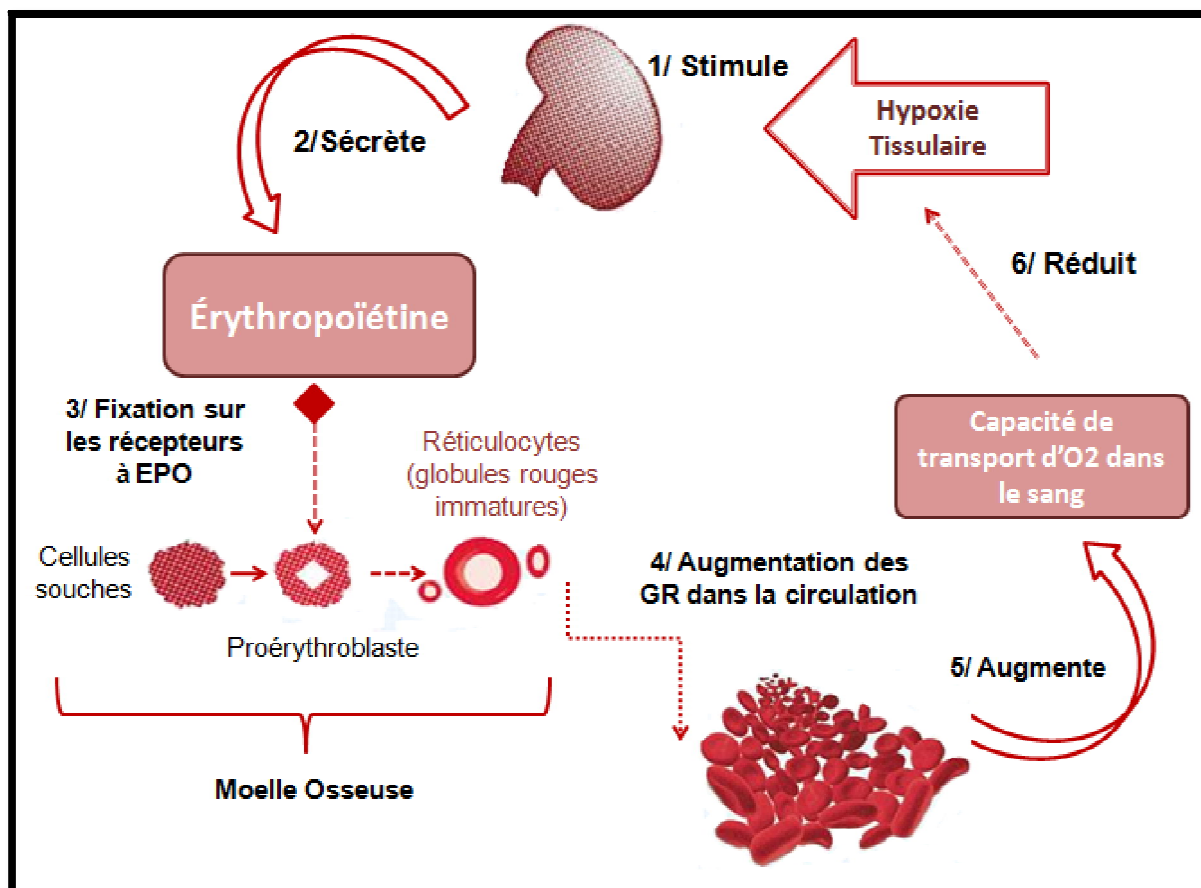 1/ Stimule
Hypoxie
Tissulaire
2/Sécrète
6/ Réduit
Érythropoïétine
3/ Fixation sur
les récepteurs
à EPO
Réticulocytes
(globules rouges
immatures)
Capacité de
transport d'O2 dans
le sang
Cellules
souches
4/ Augmentation des
GR dans la circulation
Proérythroblaste
5/ Augmente
Moelle Osseuse